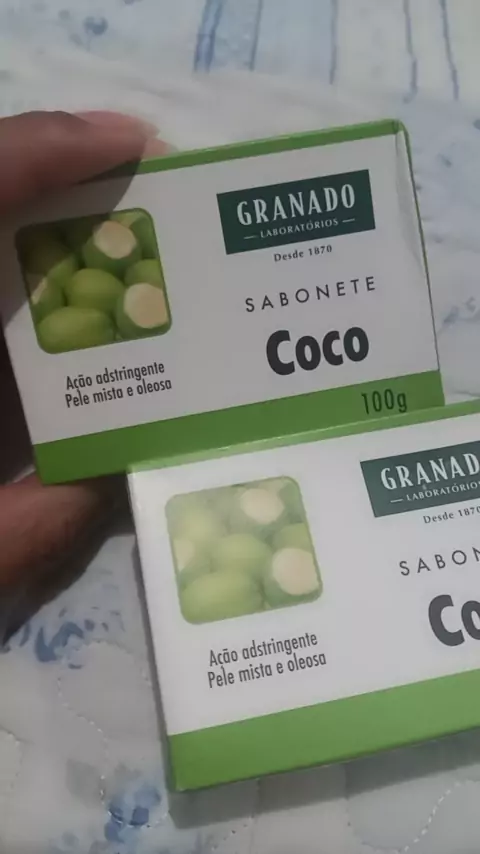 GRANADO
LABORATÓRIOS
Desde 1870
SABONETE
Coco
Ação adstringente
Pele mista e oleosa
100g
GRANAD
LABORATÓRIOS
Desde 1870
SABON
Co
Ação adstringente
Pele mista e oleosa